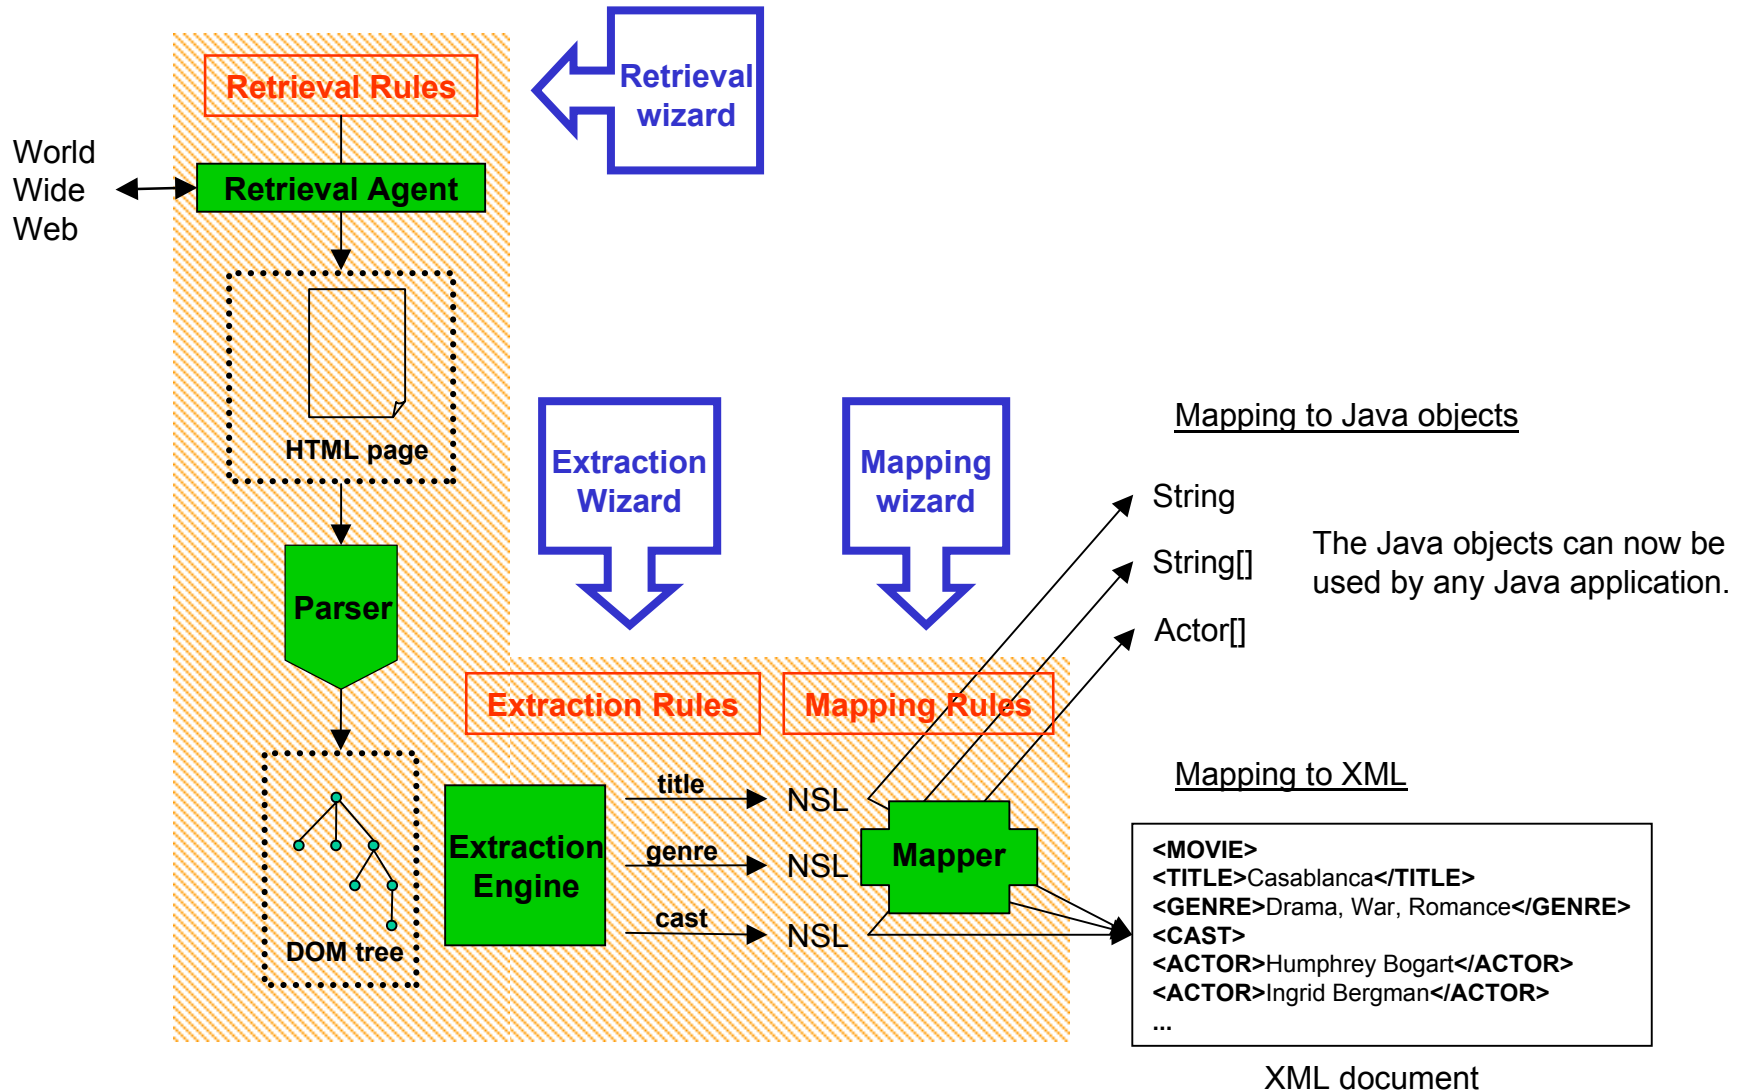 Retrieval Rules
Retrieval
wizard
World
Wide
Web
Retrieval Agent
HTML page
Extraction
Wizard
Mapping
wizard
Mapping to Java objects
String
String[]
Actor[]
The Java objects can now be
used by any Java application.
Parser
Extraction Rules
Mapping Rules
DOM tree
Extraction
Engine
title
genre
cast
NSL
NSL
NSL
Mapper
Mapping to XML
<MOVIE>
<TITLE>Casablanca</TITLE>
<GENRE>Drama, War, Romance</GENRE>
<CAST>
<ACTOR>Humphrey Bogart</ACTOR>
<ACTOR>Ingrid Bergman</ACTOR>
...
XML document